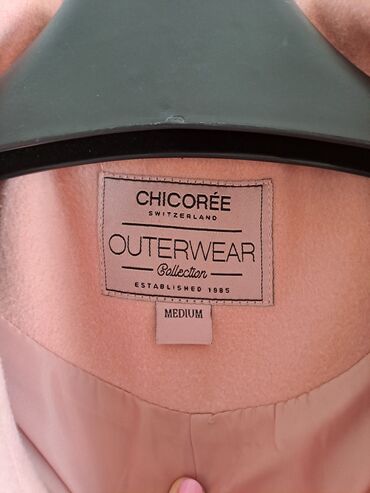 CHICORÉE
SWITZERLAND
OUTERWEAR
Collection
ESTABLISHED 1985
MEDIUM